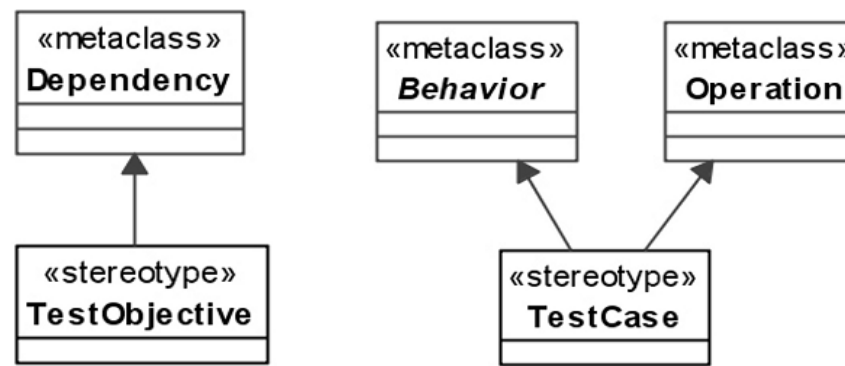 «metaclass»
Dependency
«metaclass»
Behavior
«metaclass»
Operation
«stereotype»
TestObjective
«stereotype»
TestCase